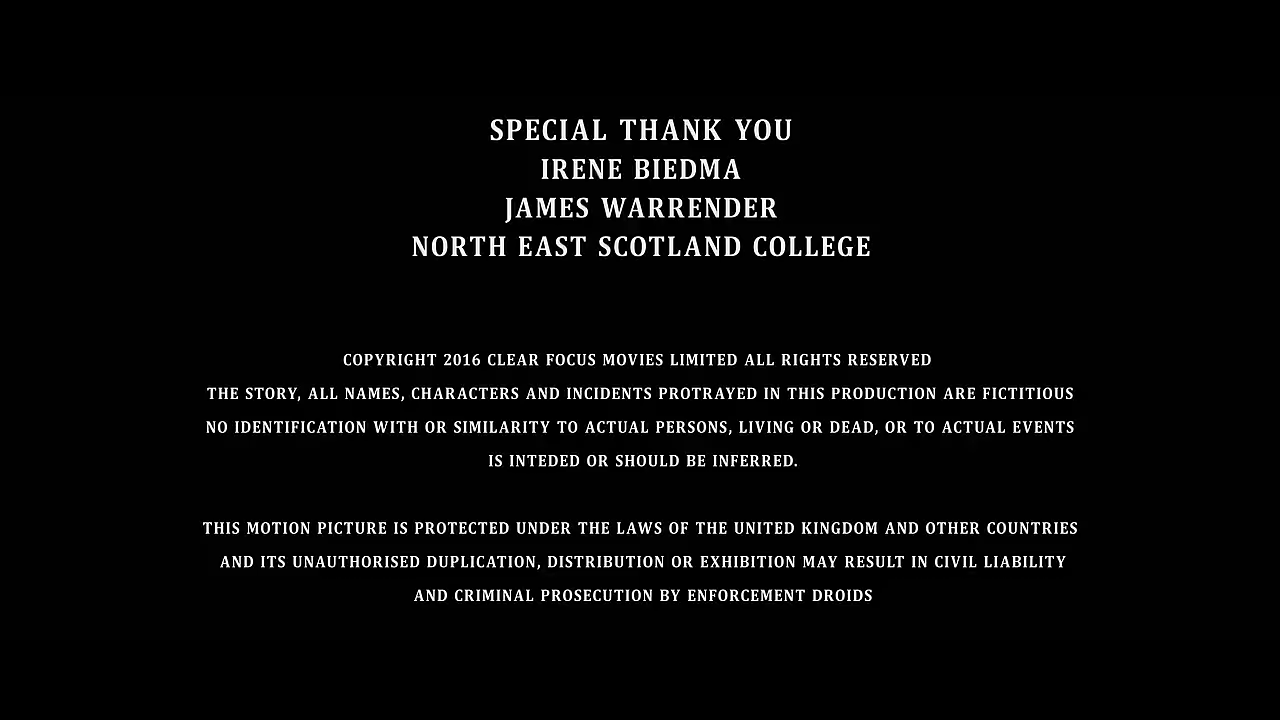 SPECIAL THANK YOU
IRENE BIEDMA
JAMES WARRENDER
NORTH EAST SCOTLAND COLLEGE
COPYRIGHT 2016 CLEAR FOCUS MOVIES LIMITED ALL RIGHTS RESERVED
THE STORY, ALL NAMES, CHARACTERS AND INCIDENTS PROTRAYED IN THIS PRODUCTION ARE FICTITIOUS
NO IDENTIFICATION WITH OR SIMILARITY TO ACTUAL PERSONS, LIVING OR DEAD, OR TO ACTUAL EVENTS
IS INTEDED OR SHOULD BE INFERRED.
THIS MOTION PICTURE IS PROTECTED UNDER THE LAWS OF THE UNITED KINGDOM AND OTHER COUNTRIES
AND ITS UNAUTHORISED DUPLICATION, DISTRIBUTION OR EXHIBITION MAY RESULT IN CIVIL LIABILITY
AND CRIMINAL PROSECUTION BY ENFORCEMENT DROIDS